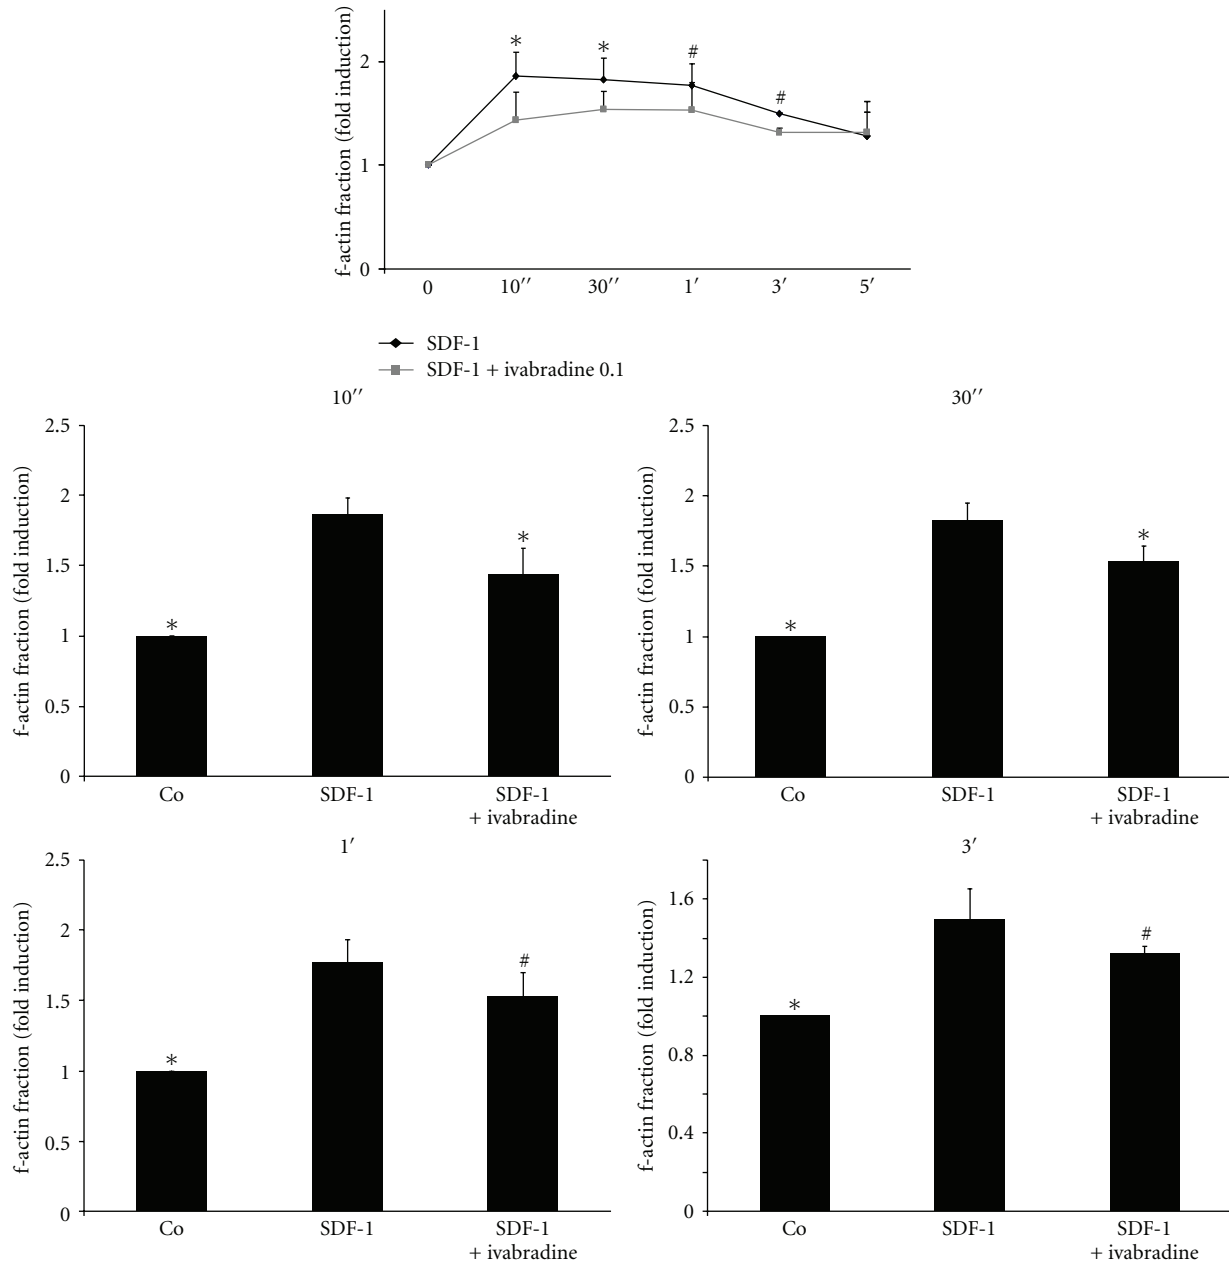 f-actin fraction (fold induction)
2
1
0
*
*
#
#
0
10′′
30′′
1′
3′
5′
SDF-1
SDF-1 + ivabradine 0.1
10′′
f-actin fraction (fold induction)
2.5
2
1.5
1
0.5
0
*
*
Co
SDF-1
SDF-1
+ ivabradine
30′′
f-actin fraction (fold induction)
2.5
2
1.5
1
0.5
0
*
*
Co
SDF-1
SDF-1
+ ivabradine
1′
f-actin fraction (fold induction)
2.5
2
1.5
1
0.5
0
*
#
Co
SDF-1
SDF-1
+ ivabradine
3′
f-actin fraction (fold induction)
1.6
1.2
0.8
0.4
0
*
#
Co
SDF-1
SDF-1
+ ivabradine